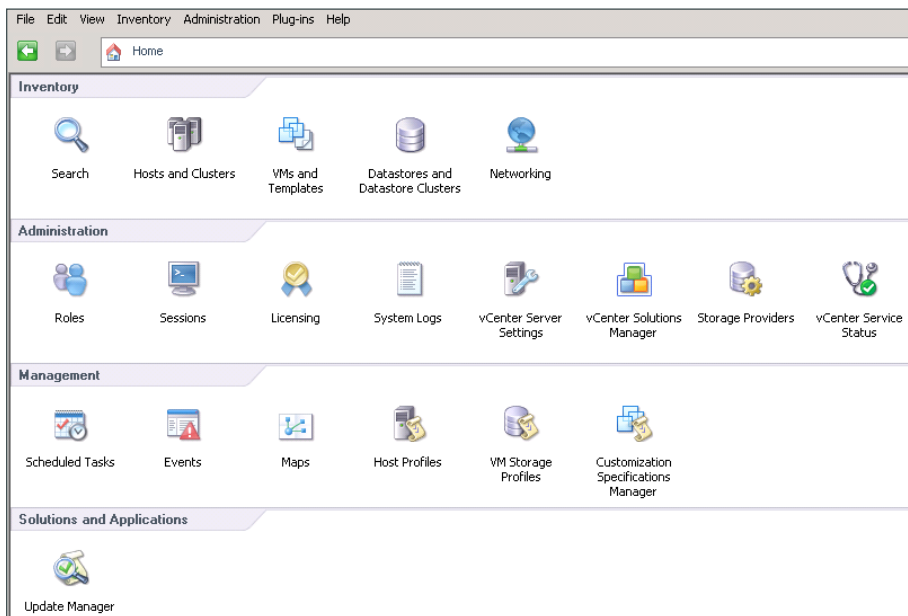 File Edit View Inventory Administration Plug-ins Help
Home
Inventory
Search
Hosts and Clusters
VMs and
Templates
Datastores and
Datastore Clusters
Networking
Administration
Roles
Sessions
Licensing
System Logs
vCenter Server
Settings
vCenter Solutions
Manager
Storage Providers
vCenter Service
Status
Management
Scheduled Tasks
Events
Maps
Host Profiles
VM Storage
Profiles
Customization
Specifications
Manager
Solutions and Applications
Update Manager